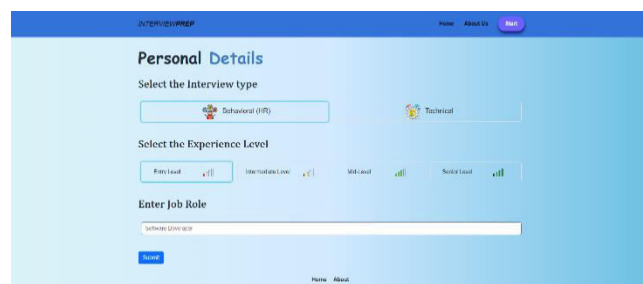 INTERVIEWPREP Home About Us Start
Personal Details
Select the Interview type
Behavioral (HR) Technical
Select the Experience Level
Entry Level Intermediate Level Mid-Level Senior Level
Enter Job Role
Software Developer
Submit
Home About